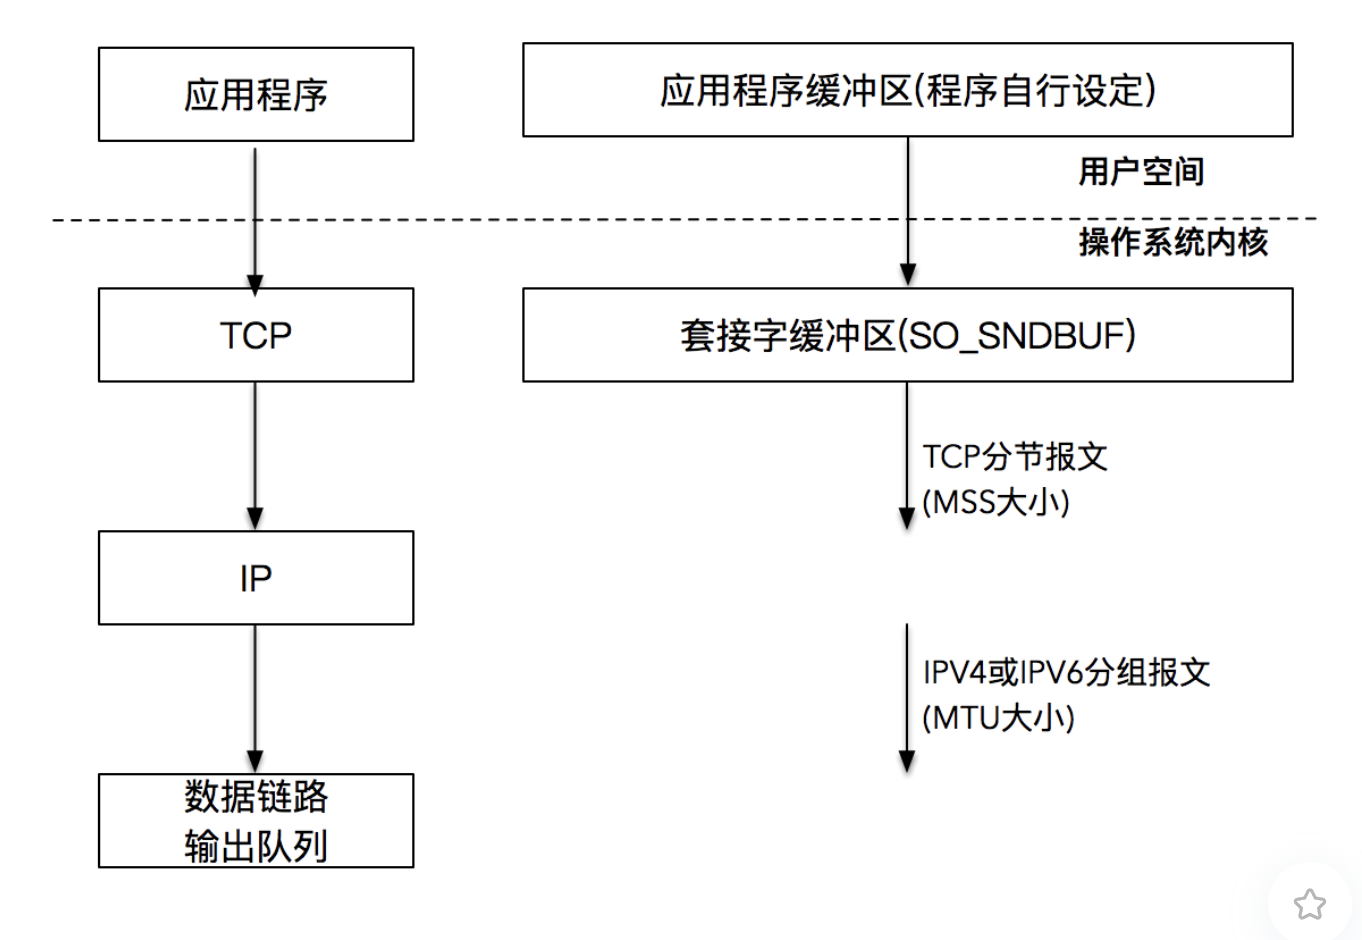 应用程序
应用程序缓冲区(程序自行设定)
用户空间
操作系统内核
TCP
套接字缓冲区(SO_SNDBUF)
TCP分节报文
(MSS大小)
IP
IPV4或IPV6分组报文
(MTU大小)
数据链路
输出队列